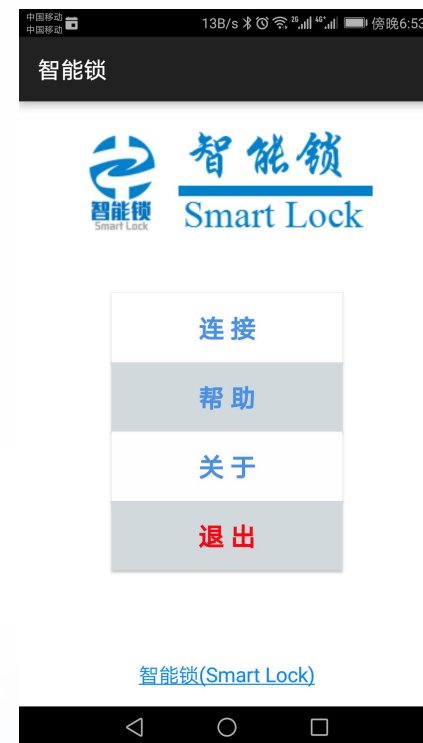 中国移动
中国移动
13B/s 2G 4G+ 傍晚6:53
智能锁
智能锁
Smart Lock
智能锁
Smart Lock
连接
帮助
关于
退出
智能锁(Smart Lock)